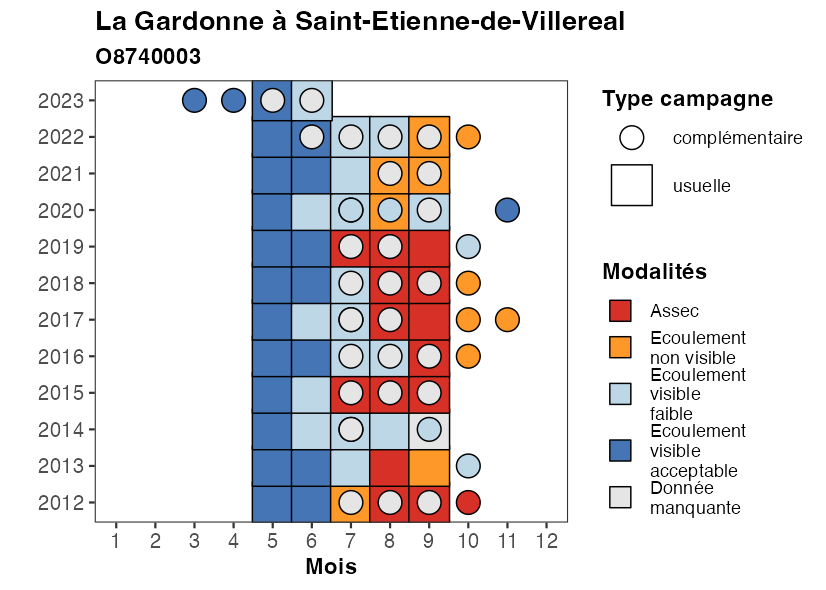 La Gardonne à Saint-Etienne-de-Villereal
O8740003
2023
2022
2021
2020
2019
2018
2017
2016
2015
2014
2013
2012
1 2 3 4 5 6 7 8 9 10 11 12
Mois
Type campagne
complémentaire
usuelle
Modalités
Assec
Ecoulement
non visible
Ecoulement
visible
faible
Ecoulement
visible
acceptable
Donnée
manquante